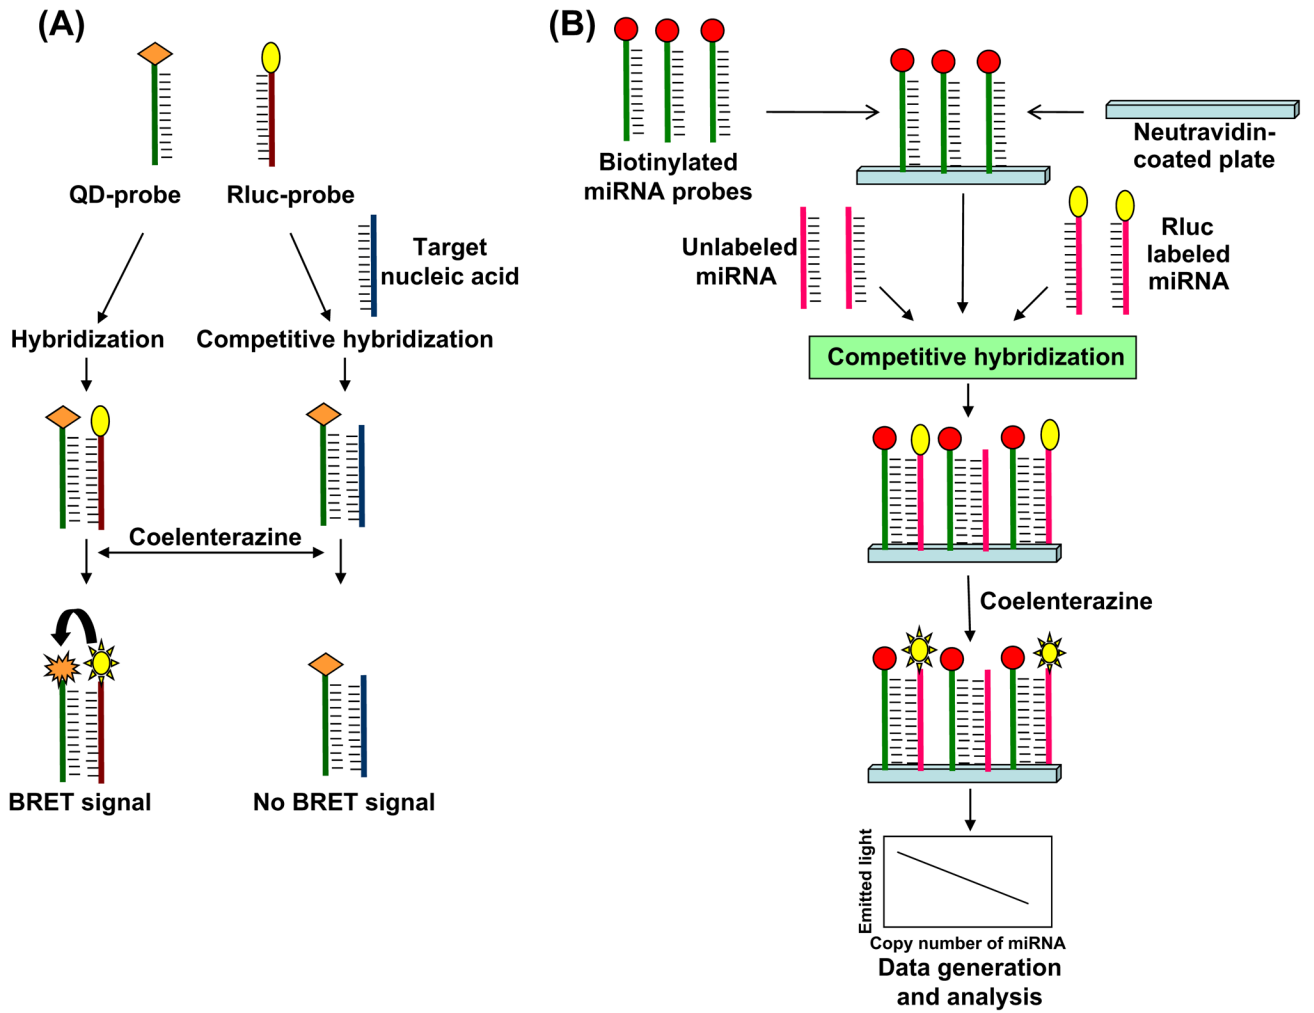 (A)
QD-probe
Rluc-probe
Target
nucleic acid
Hybridization
Competitive hybridization
Coelenterazine
BRET signal
No BRET signal
(B)
Biotinylated
miRNA probes
Neutravidin-
coated plate
Unlabeled
miRNA
Rluc
labeled
miRNA
Competitive hybridization
Coelenterazine
Emitted light
Copy number of miRNA
Data generation
and analysis